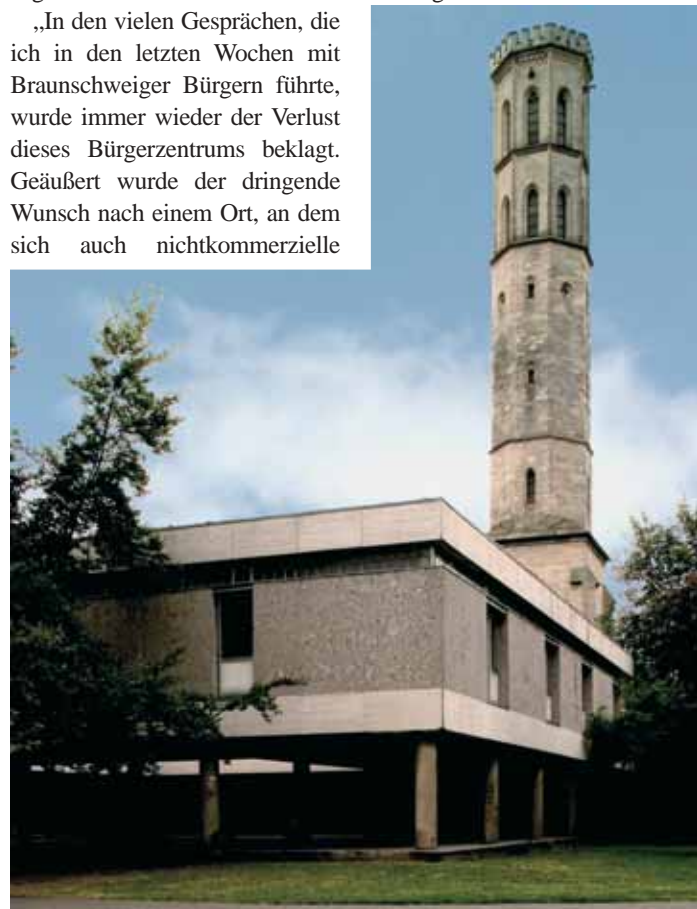 „In den vielen Gesprächen, die
ich in den letzten Wochen mit
Braunschweiger Bürgern führte,
wurde immer wieder der Verlust
dieses Bürgerzentrums beklagt.
Geäußert wurde der dringende
Wunsch nach einem Ort, an dem
sich auch nichtkommerzielle